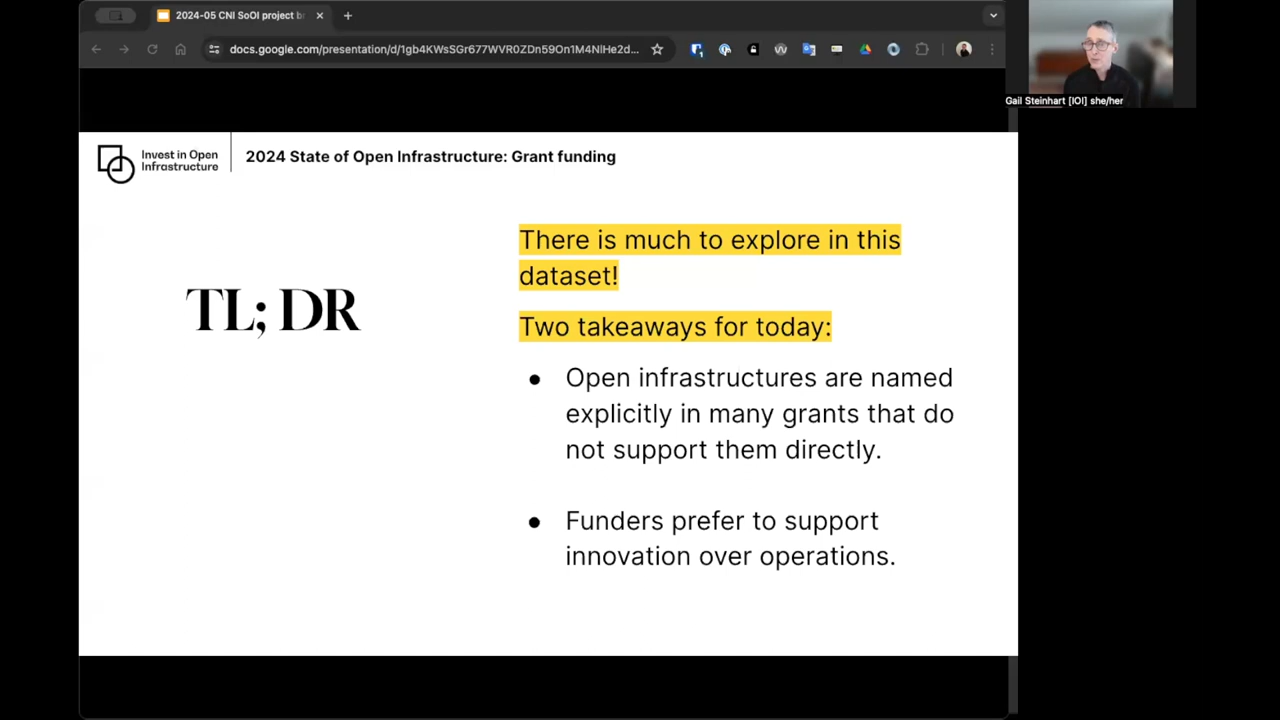 2024-05 CNI SoOI project b
docs.google.com/presentation/d/1gb4KWsSGr677WVR0ZDn59On1M4NIHe2d...
Gail Steinhart [IOI] she/her
Invest in Open
Infrastructure
2024 State of Open Infrastructure: Grant funding
TL; DR
There is much to explore in this
dataset!
Two takeaways for today:
● Open infrastructures are named
explicitly in many grants that do
not support them directly.
● Funders prefer to support
innovation over operations.